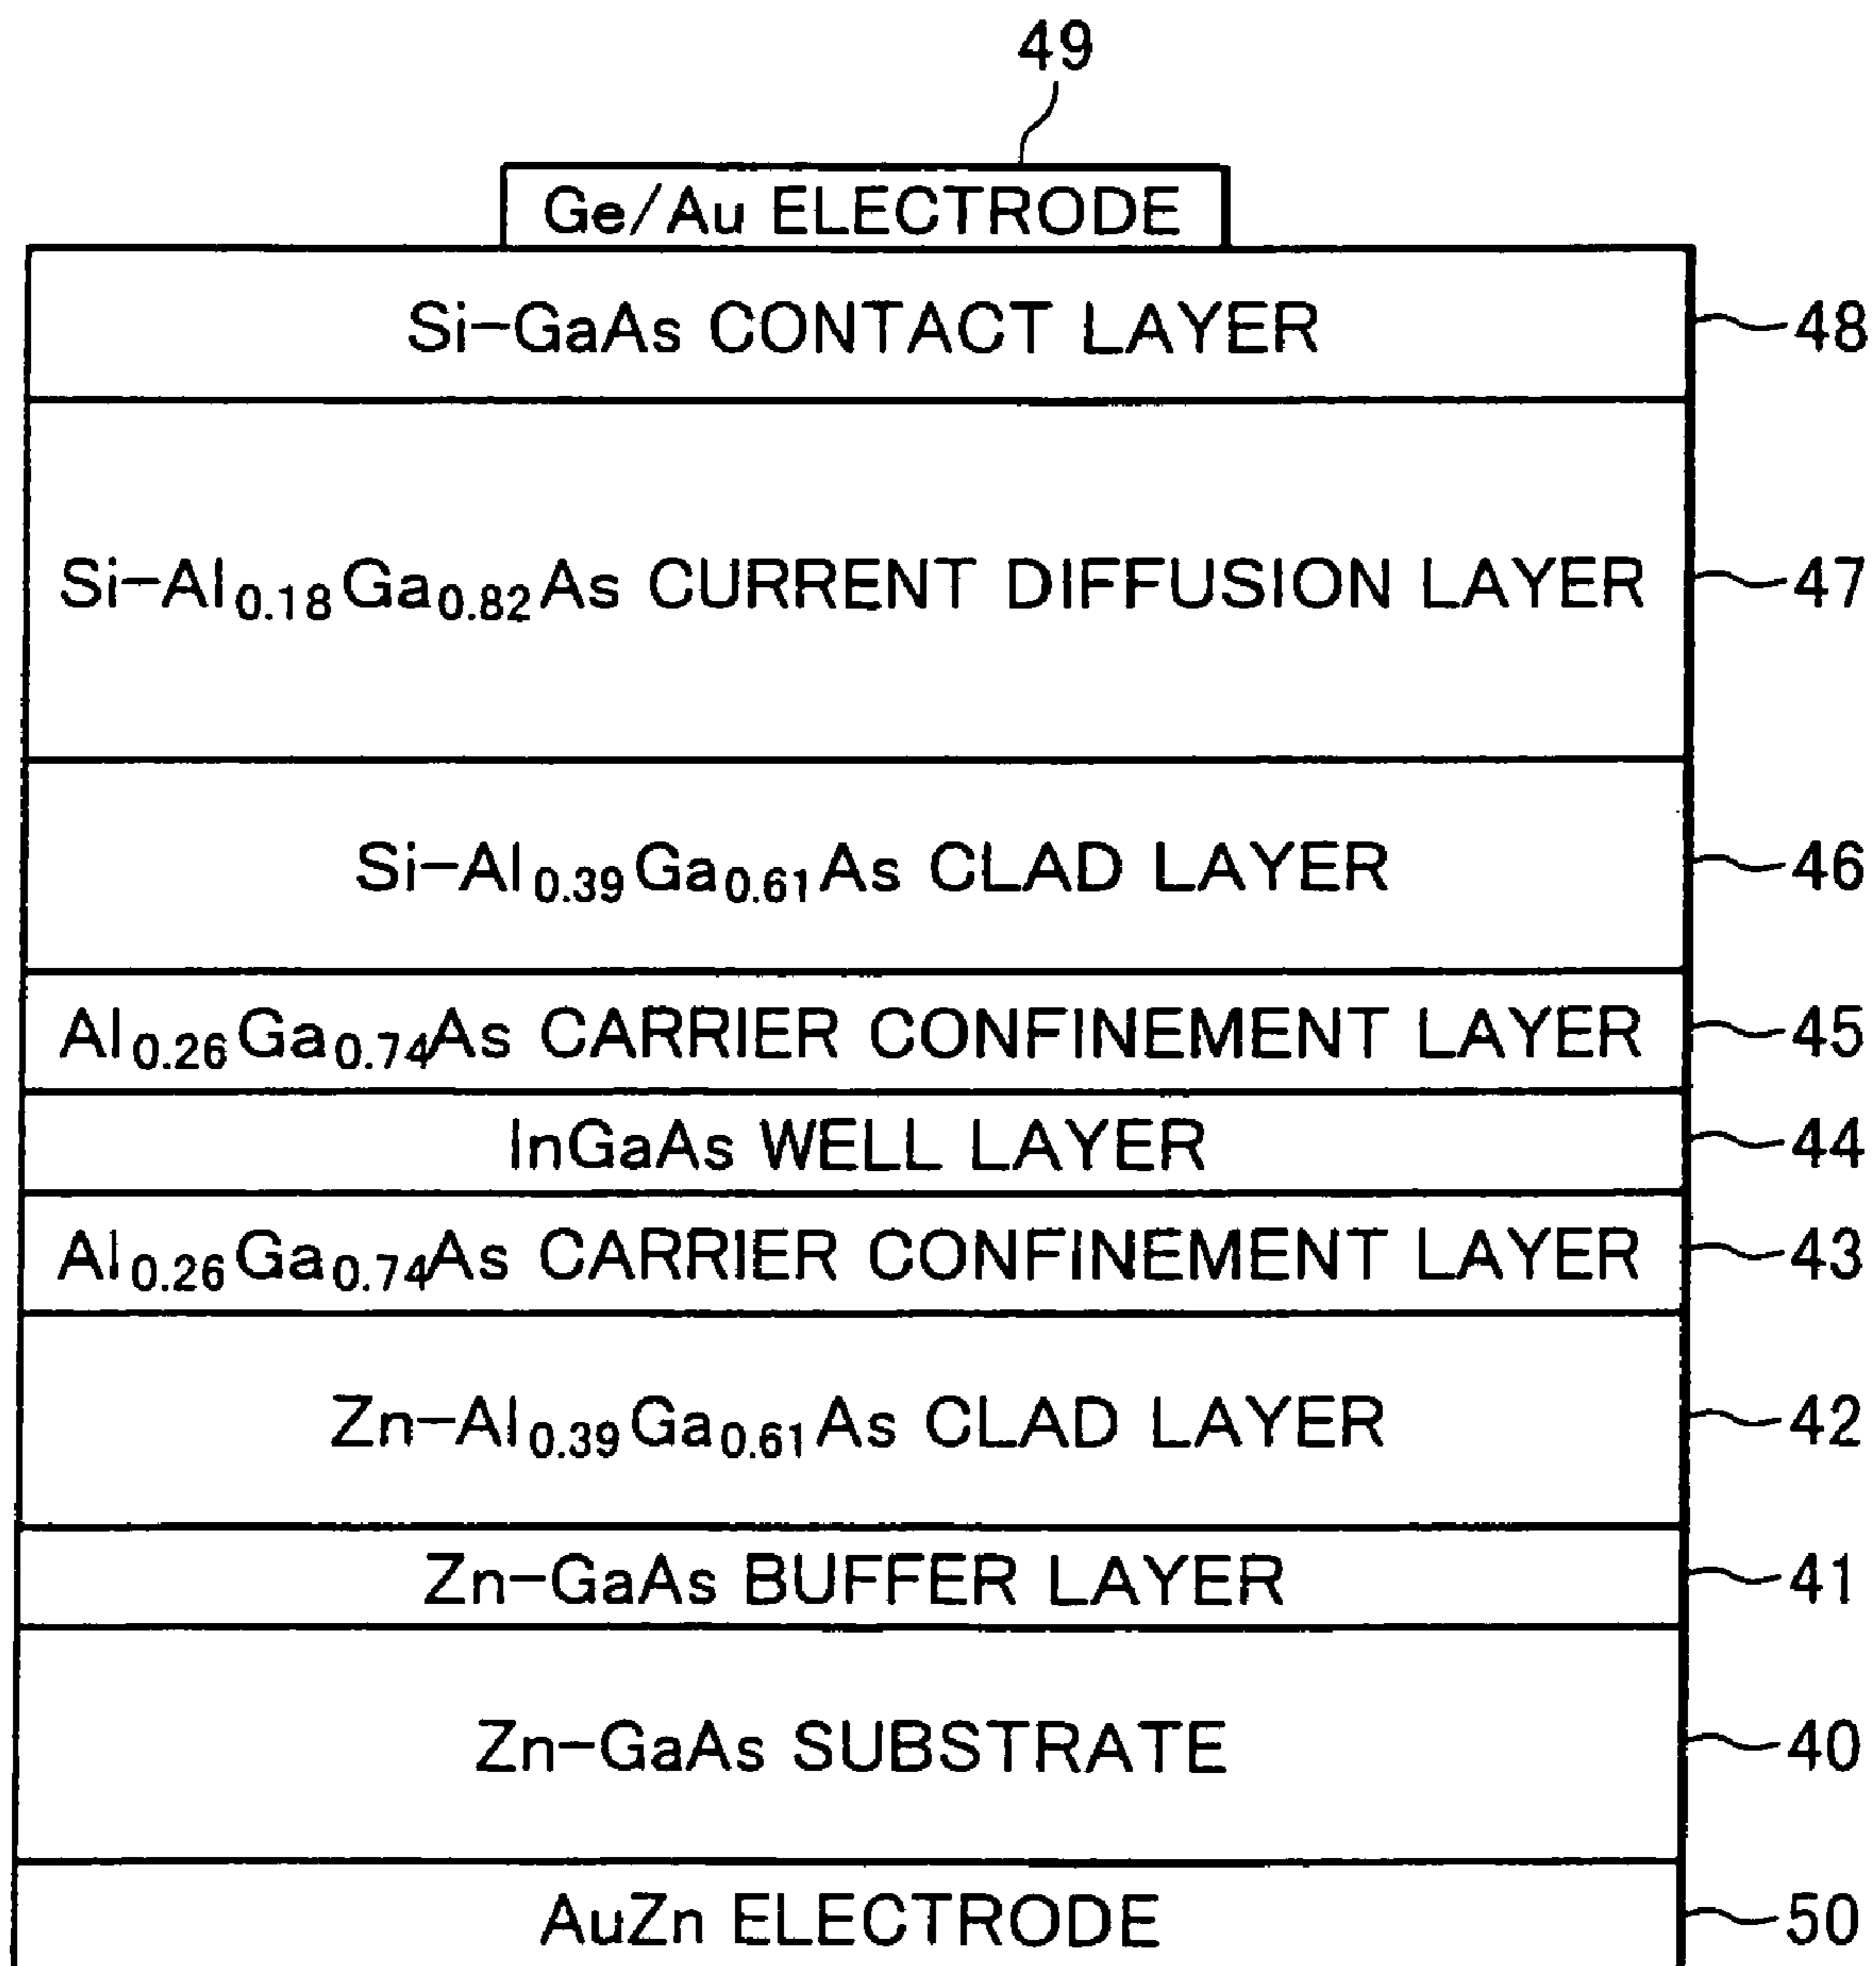 49
Ge/Au ELECTRODE
Si-GaAs CONTACT LAYER 48
Si-Al0.18Ga0.82As CURRENT DIFFUSION LAYER 47
Si-Al0.39Ga0.61As CLAD LAYER 46
Al0.26Ga0.74As CARRIER CONFINEMENT LAYER 45
InGaAs WELL LAYER 44
Al0.26Ga0.74As CARRIER CONFINEMENT LAYER 43
Zn-Al0.39Ga0.61As CLAD LAYER 42
Zn-GaAs BUFFER LAYER 41
Zn-GaAs SUBSTRATE 40
AuZn ELECTRODE 50